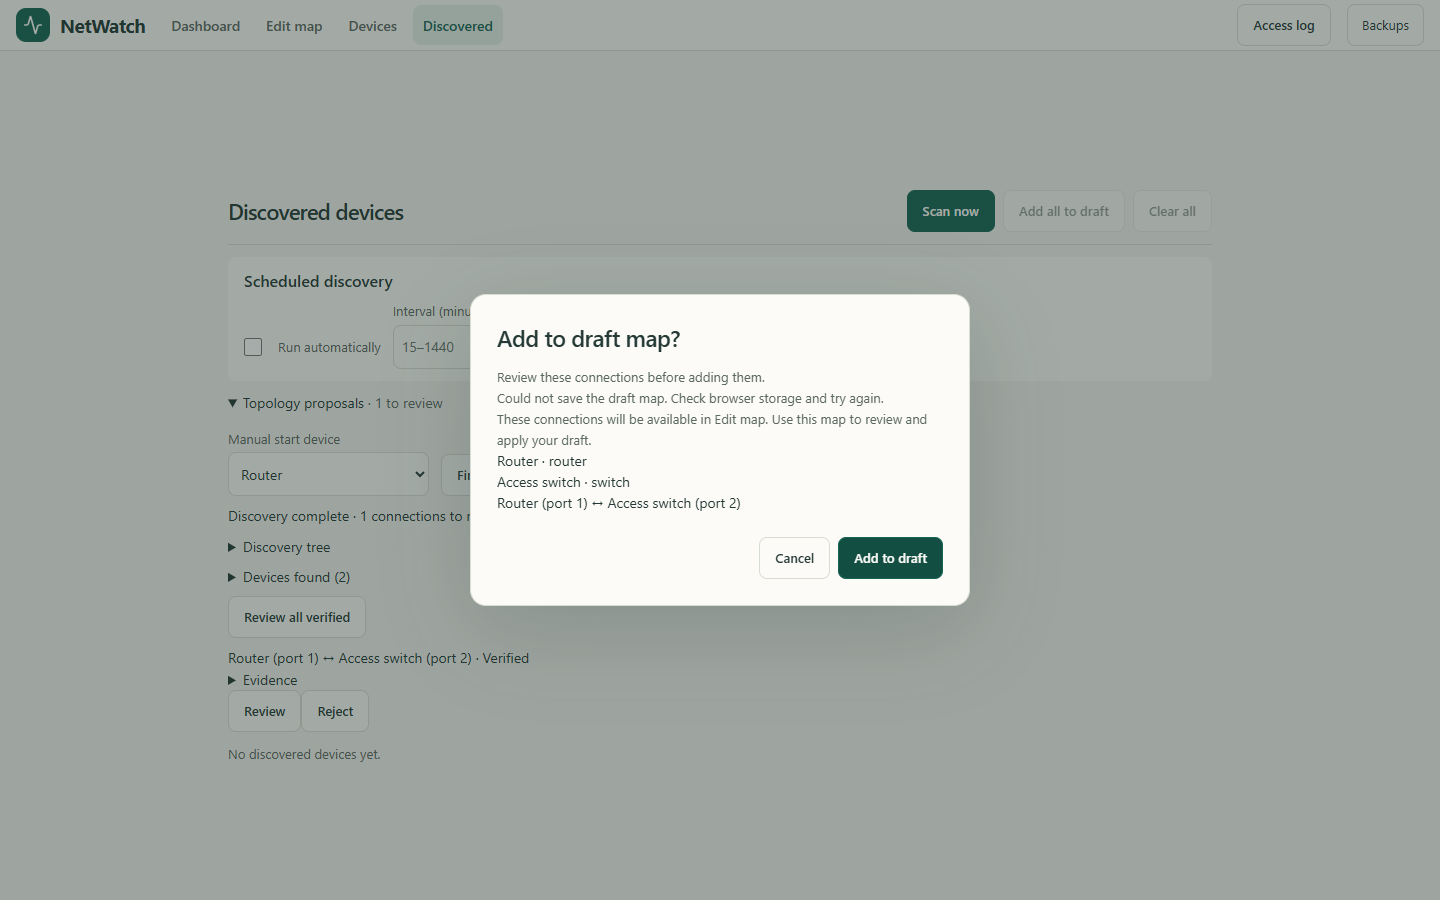 NetWatch
Dashboard
Edit map
Devices
Discovered
Access log
Backups
Discovered devices
Scan now
Add all to draft
Clear all
Scheduled discovery
Interval (minu
Run automatically
15–1440
▼ Topology proposals · 1 to review
Manual start device
Router
Fi
Discovery complete · 1 connections to
▶ Discovery tree
▶ Devices found (2)
Review all verified
Router (port 1) ↔ Access switch (port 2) · Verified
▶ Evidence
Review
Reject
No discovered devices yet.
Add to draft map?
Review these connections before adding them.
Could not save the draft map. Check browser storage and try again.
These connections will be available in Edit map. Use this map to review and
apply your draft.
Router · router
Access switch · switch
Router (port 1) ↔ Access switch (port 2)
Cancel
Add to draft